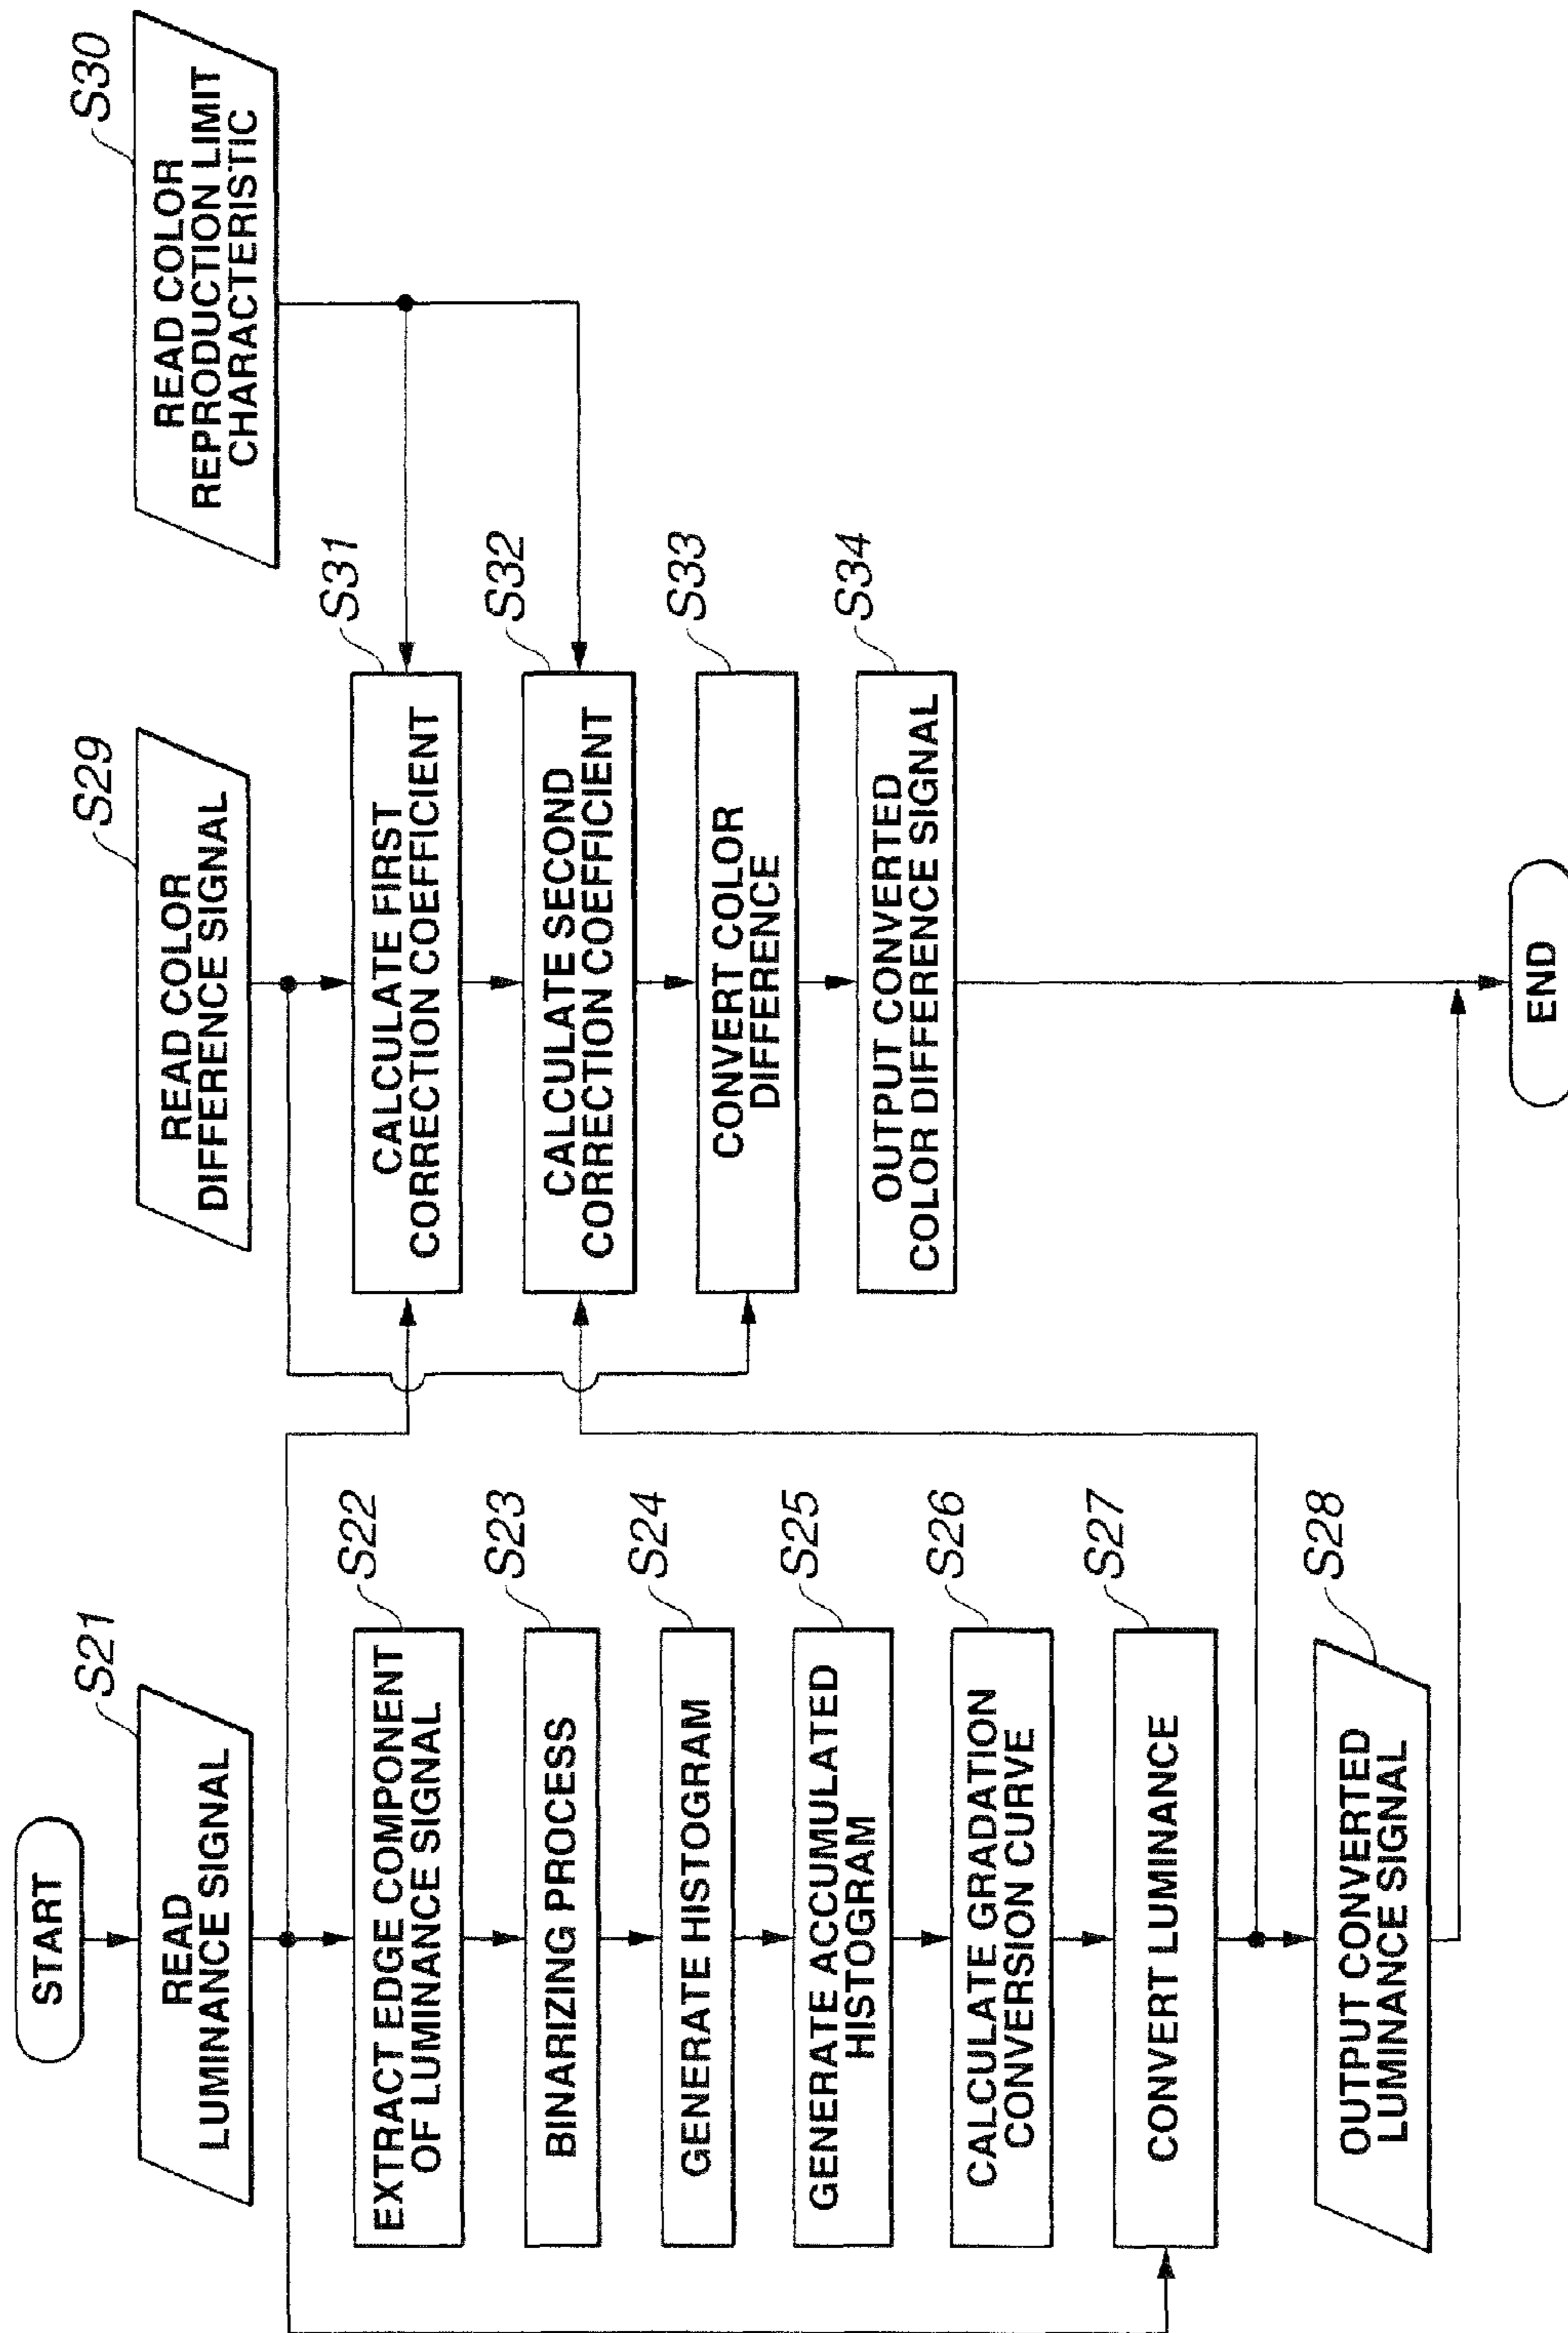 START
S21
READ
LUMINANCE SIGNAL
S22
EXTRACT EDGE COMPONENT
OF LUMINANCE SIGNAL
S23
BINARIZING PROCESS
S24
GENERATE HISTOGRAM
S25
GENERATE ACCUMULATED
HISTOGRAM
S26
CALCULATE GRADATION
CONVERSION CURVE
S27
CONVERT LUMINANCE
S28
OUTPUT CONVERTED
LUMINANCE SIGNAL
S29
READ COLOR
DIFFERENCE SIGNAL
S30
READ COLOR
REPRODUCTION LIMIT
CHARACTERISTIC
S31
CALCULATE FIRST
CORRECTION COEFFICIENT
S32
CALCULATE SECOND
CORRECTION COEFFICIENT
S33
CONVERT COLOR
DIFFERENCE
S34
OUTPUT CONVERTED
COLOR DIFFERENCE SIGNAL
END